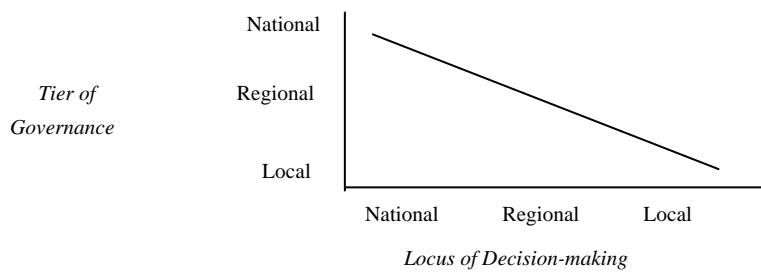 National
Tier of
Regional
Governance
Local
National Regional Local
Locus of Decision-making